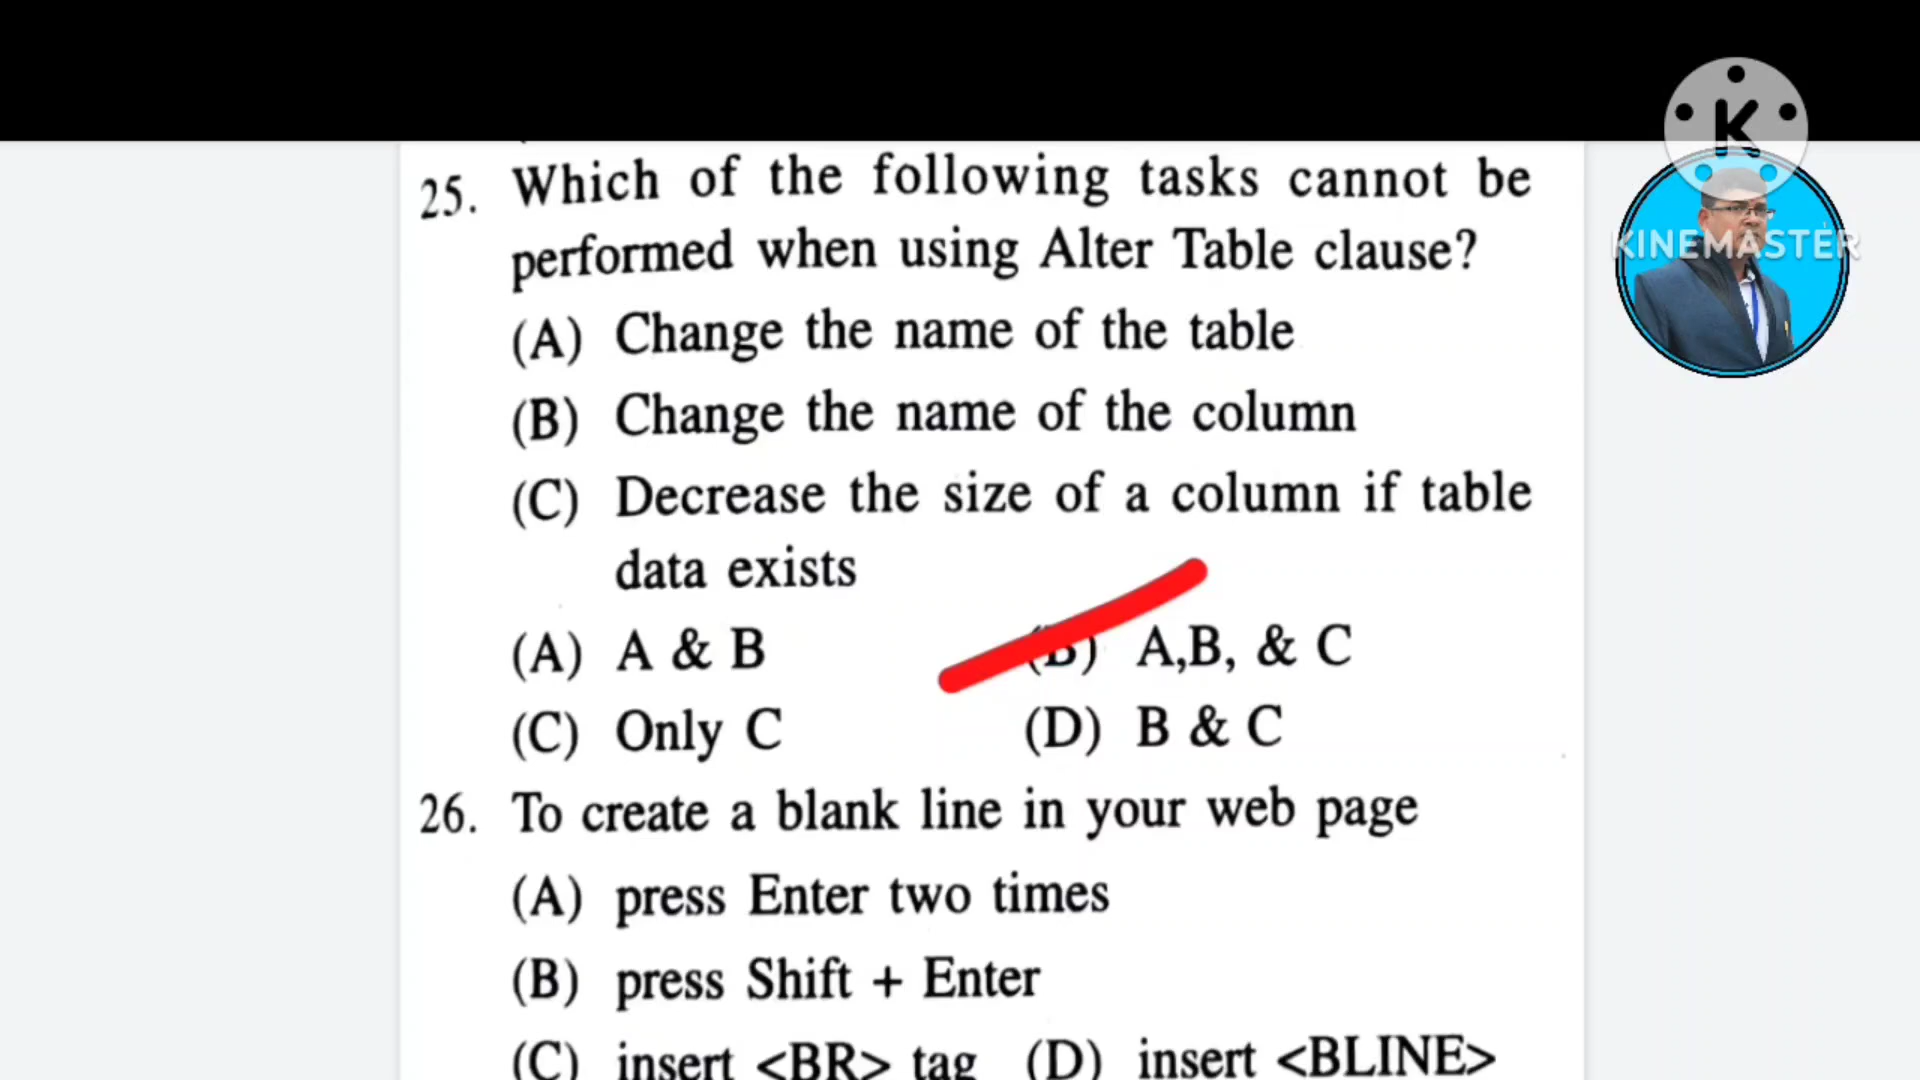 K
KINEMASTER
25. Which of the following tasks cannot be
performed when using Alter Table clause?
(A) Change the name of the table
(B) Change the name of the column
(C) Decrease the size of a column if table
data exists
(A) A & B (B) A,B, & C
(C) Only C (D) B & C
26. To create a blank line in your web page
(A) press Enter two times
(B) press Shift + Enter
(C) insert <BR> tag (D) insert <BLINE>